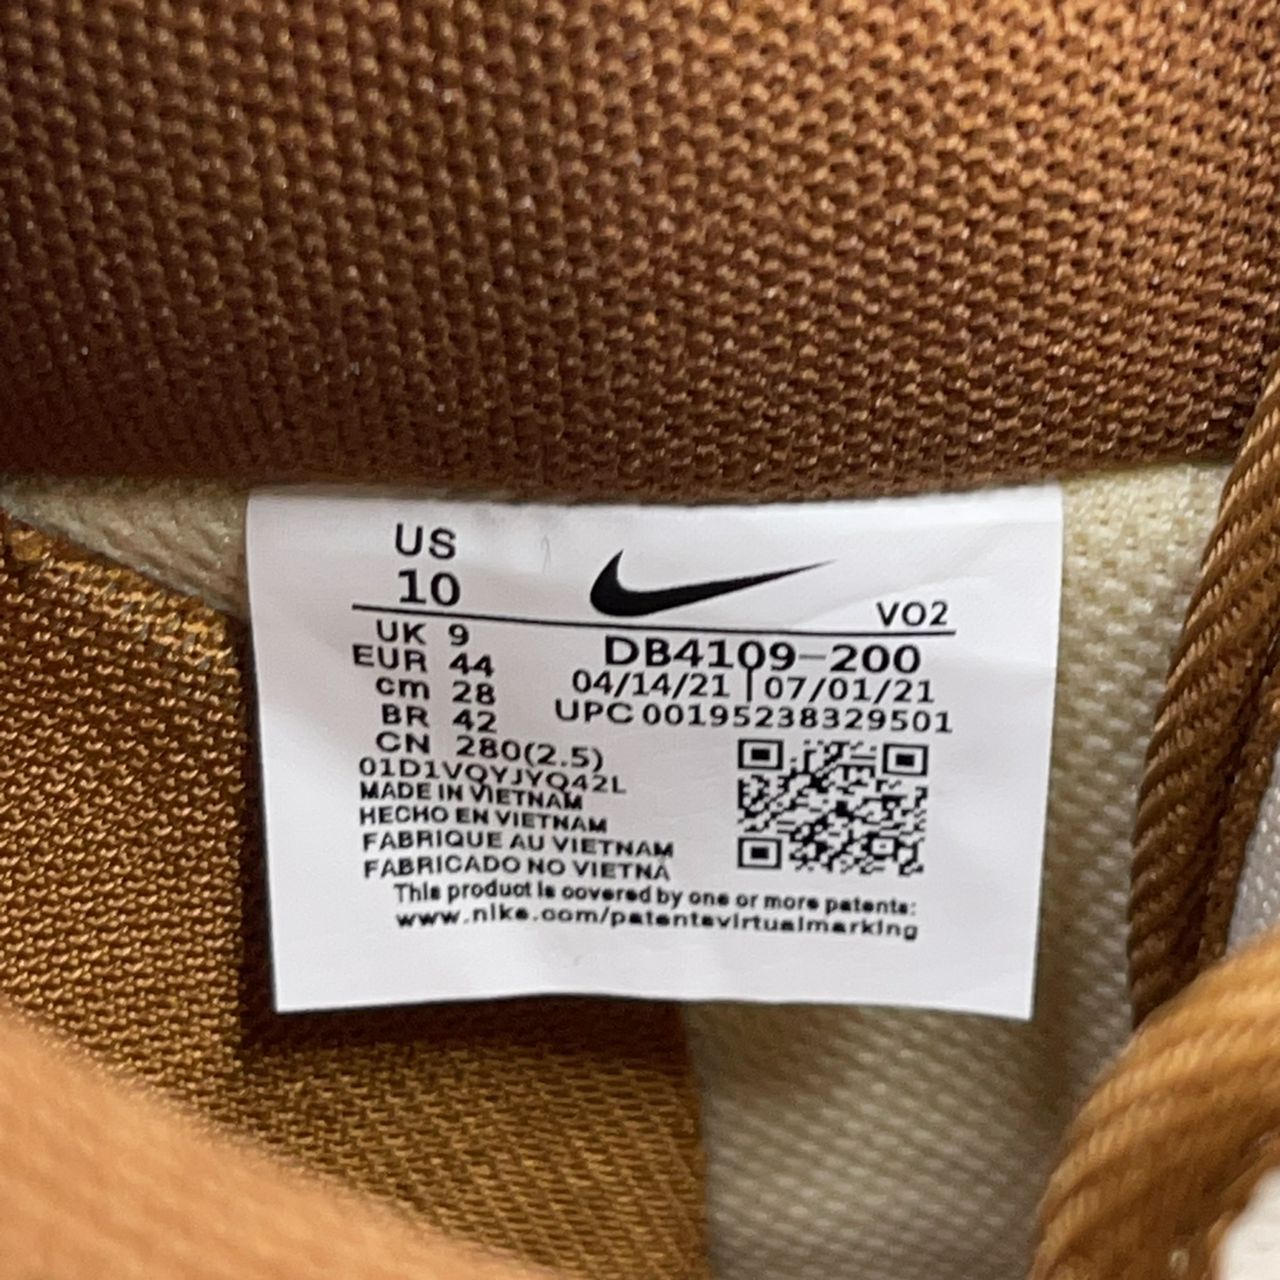 US
10
VO2
UK 9
EUR 44
cm 28
BR 42
CN 280(2.5)
DB4109-200
04/14/21 | 07/01/21
UPC 00195238329501
01D1VQYJYQ42L
MADE IN VIETNAM
HECHO EN VIETNAM
FABRIQUE AU VIETNAM
FABRICADO NO VIETNÃ
This product is covered by one or more patents:
www.nike.com/patentsvirtualmarking